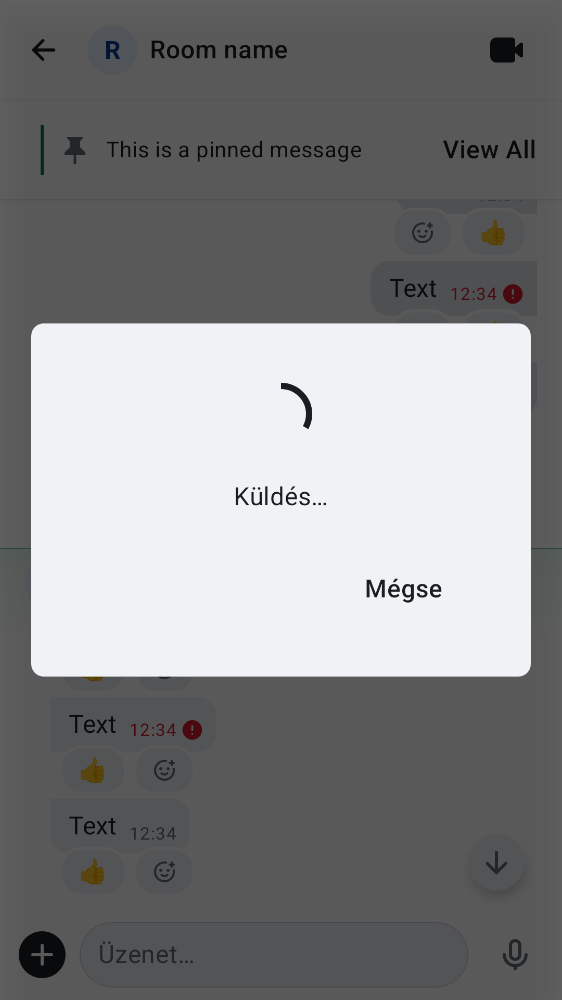 R Room name
This is a pinned message View All
Text 12:34
Küldés...
Mégse
Text 12:34
Text 12:34
Üzenet...